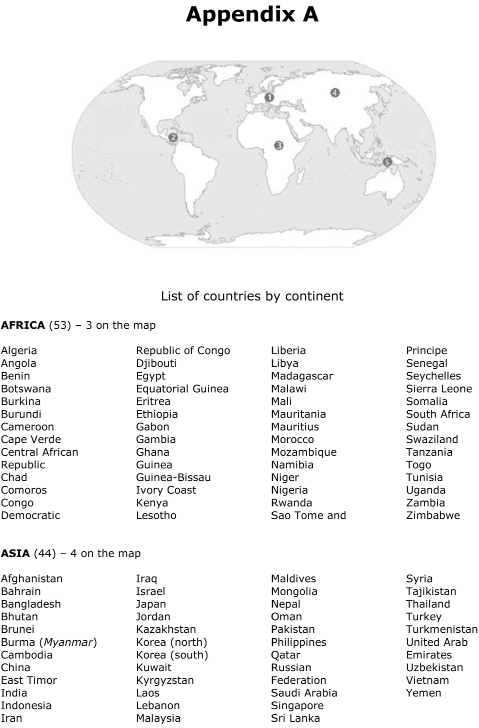 Appendix A
1
4
2
3
5
List of countries by continent
AFRICA (53) – 3 on the map
Algeria
Angola
Benin
Botswana
Burkina
Burundi
Cameroon
Cape Verde
Central African
Republic
Chad
Comoros
Congo
Democratic
Republic of Congo
Djibouti
Egypt
Equatorial Guinea
Eritrea
Ethiopia
Gabon
Gambia
Ghana
Guinea
Guinea-Bissau
Ivory Coast
Kenya
Lesotho
Liberia
Libya
Madagascar
Malawi
Mali
Mauritania
Mauritius
Morocco
Mozambique
Namibia
Niger
Nigeria
Rwanda
Sao Tome and
Principe
Senegal
Seychelles
Sierra Leone
Somalia
South Africa
Sudan
Swaziland
Tanzania
Togo
Tunisia
Uganda
Zambia
Zimbabwe
ASIA (44) – 4 on the map
Afghanistan
Bahrain
Bangladesh
Bhutan
Brunei
Burma (Myanmar)
Cambodia
China
East Timor
India
Indonesia
Iran
Iraq
Israel
Japan
Jordan
Kazakhstan
Korea (north)
Korea (south)
Kuwait
Kyrgyzstan
Laos
Lebanon
Malaysia
Maldives
Mongolia
Nepal
Oman
Pakistan
Philippines
Qatar
Russian
Federation
Saudi Arabia
Singapore
Sri Lanka
Syria
Tajikistan
Thailand
Turkey
Turkmenistan
United Arab
Emirates
Uzbekistan
Vietnam
Yemen